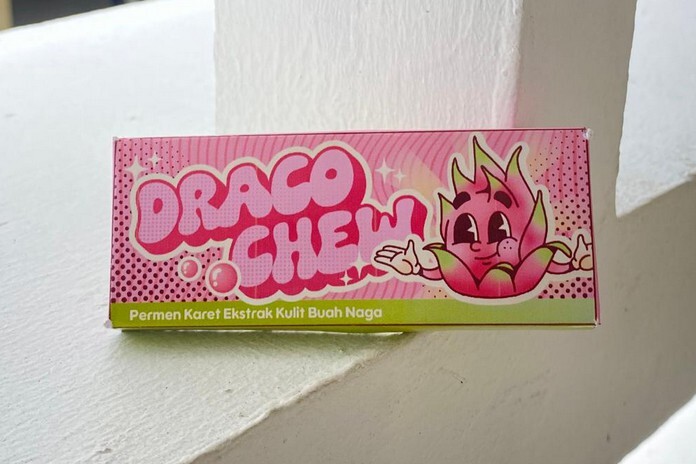 DRACO
CHEW
Permen Karet Ekstrak Kulit Buah Naga